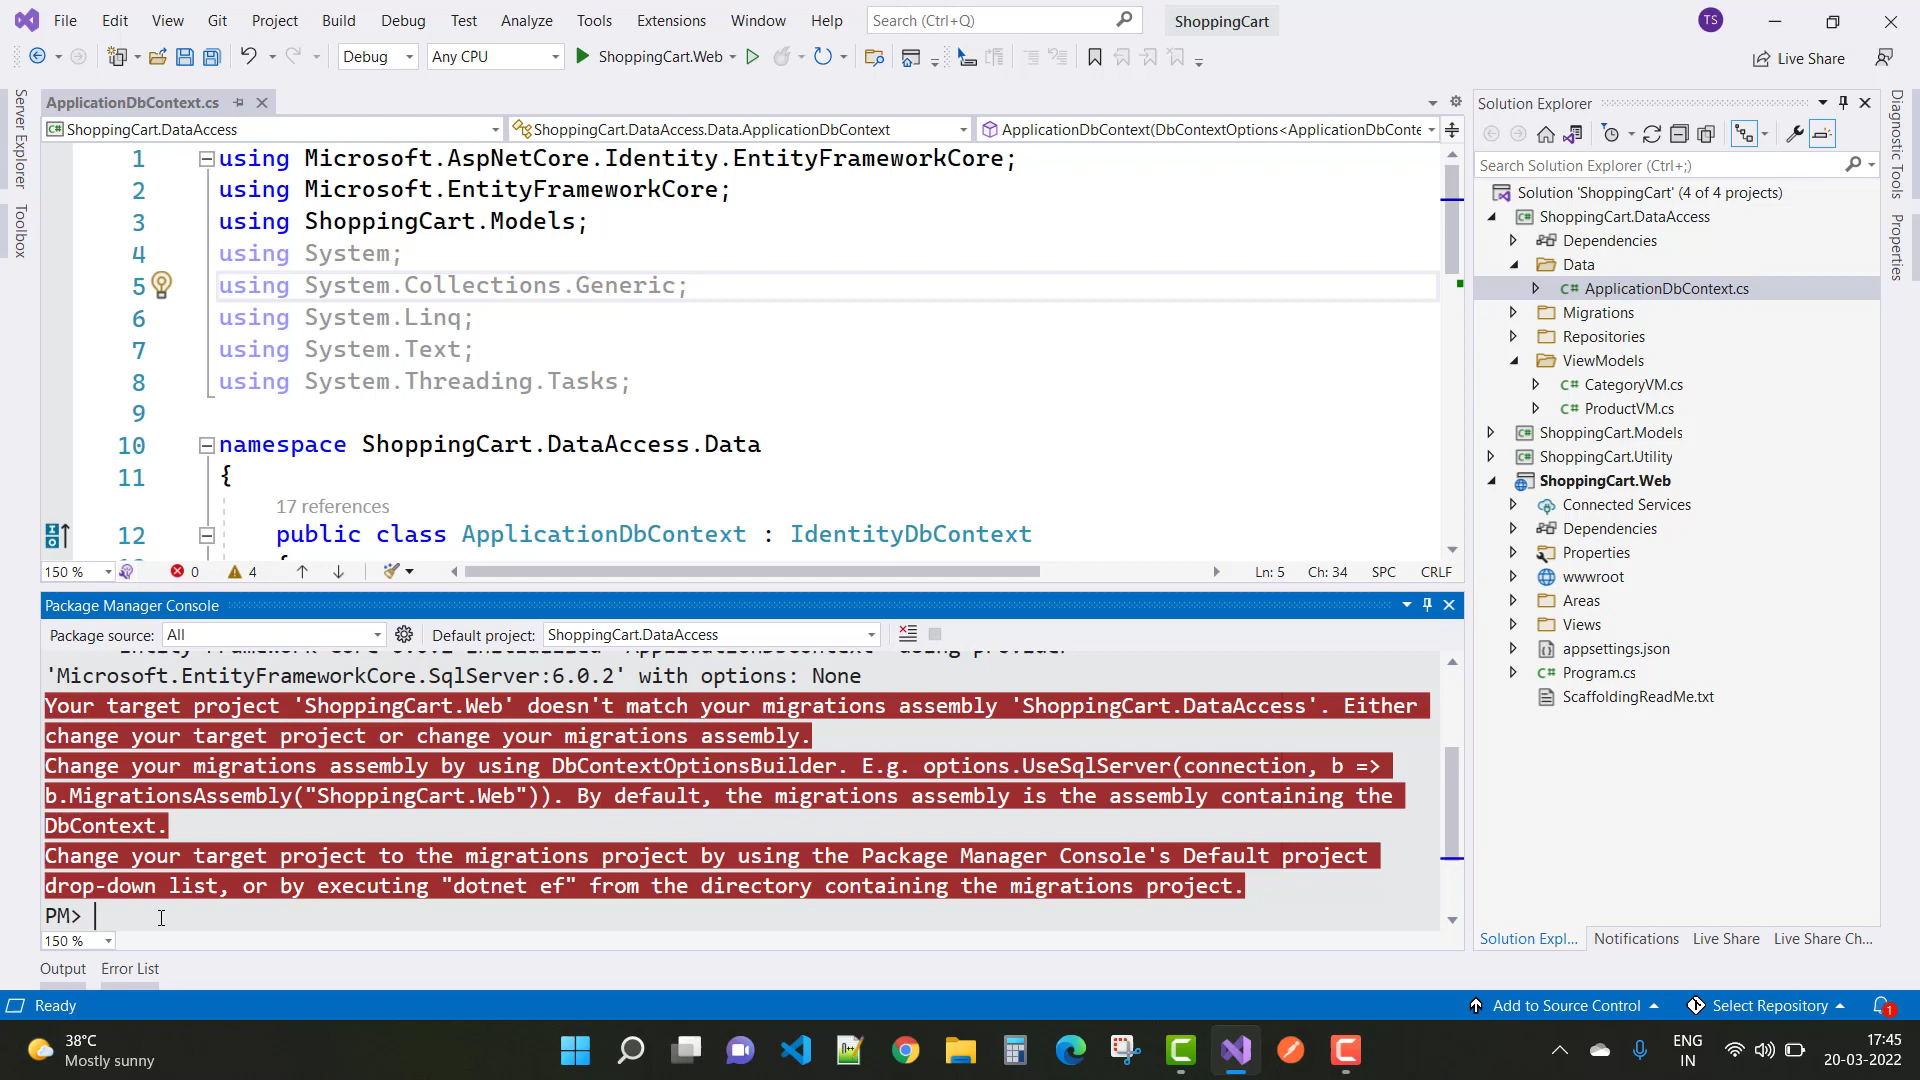 File Edit View Git Project Build Debug Test Analyze Tools Extensions Window Help Search (Ctrl+Q) ShoppingCart TS
Debug Any CPU ShoppingCart.Web Live Share
Server Explorer
Toolbox
ApplicationDbContext.cs
ShoppingCart.DataAccess ShoppingCart.DataAccess.Data.ApplicationDbContext ApplicationDbContext(DbContextOptions<ApplicationDbConte
1 using Microsoft.AspNetCore.Identity.EntityFrameworkCore;
2 using Microsoft.EntityFrameworkCore;
3 using ShoppingCart.Models;
4 using System;
5 using System.Collections.Generic;
6 using System.Linq;
7 using System.Text;
8 using System.Threading.Tasks;
9
10 namespace ShoppingCart.DataAccess.Data
11 {
17 references
12 public class ApplicationDbContext : IdentityDbContext
150 % 0 4 Ln: 5 Ch: 34 SPC CRLF
Package Manager Console
Package source: All Default project: ShoppingCart.DataAccess
'Microsoft.EntityFrameworkCore.SqlServer:6.0.2' with options: None
Your target project 'ShoppingCart.Web' doesn't match your migrations assembly 'ShoppingCart.DataAccess'. Either
change your target project or change your migrations assembly.
Change your migrations assembly by using DbContextOptionsBuilder. E.g. options.UseSqlServer(connection, b =>
b.MigrationsAssembly("ShoppingCart.Web")). By default, the migrations assembly is the assembly containing the
DbContext.
Change your target project to the migrations project by using the Package Manager Console's Default project
drop-down list, or by executing "dotnet ef" from the directory containing the migrations project.
PM>
150 %
Output Error List
Solution Explorer
Search Solution Explorer (Ctrl+;)
Solution 'ShoppingCart' (4 of 4 projects)
ShoppingCart.DataAccess
Dependencies
Data
C# ApplicationDbContext.cs
Migrations
Repositories
ViewModels
C# CategoryVM.cs
C# ProductVM.cs
ShoppingCart.Models
ShoppingCart.Utility
ShoppingCart.Web
Connected Services
Dependencies
Properties
wwwroot
Areas
Views
appsettings.json
C# Program.cs
ScaffoldingReadMe.txt
Solution Expl... Notifications Live Share Live Share Ch...
Diagnostic Tools
Properties
Ready Add to Source Control Select Repository 1
38°C
Mostly sunny
ENG
IN
17:45
20-03-2022